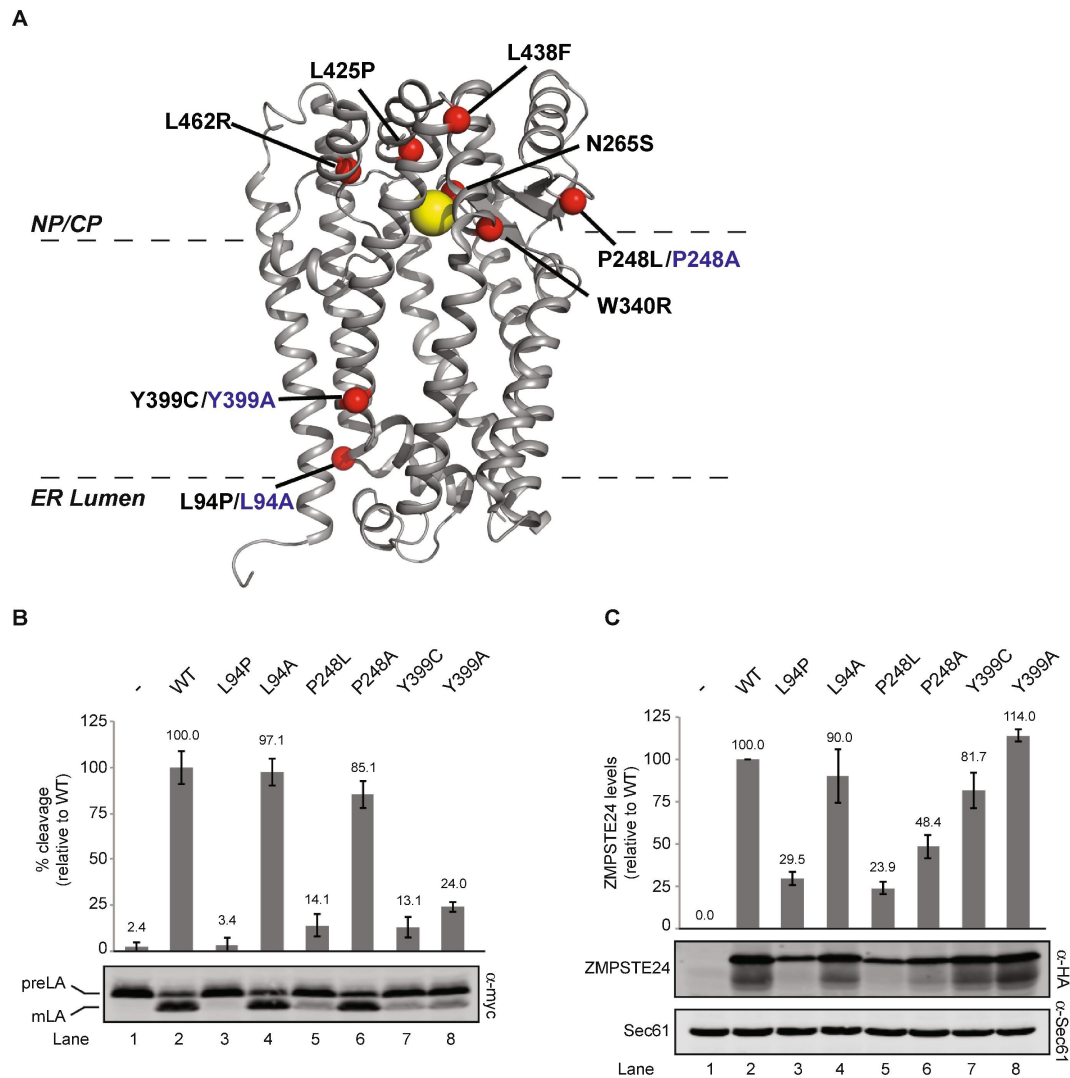 A
L438F
L425P
L462R
N265S
NP/CP
P248L/P248A
W340R
Y399C/Y399A
ER Lumen
L94P/L94A
B
- WT L94P L94A P248L P248A Y399C Y399A
% cleavage
(relative to WT)
125
100
75
50
25
0
2.4 100.0 3.4 97.1 14.1 85.1 13.1 24.0
preLA
mLA
α-myc
Lane 1 2 3 4 5 6 7 8
C
- WT L94P L94A P248L P248A Y399C Y399A
ZMPSTE24 levels
(relative to WT)
125
100
75
50
25
0
0.0 100.0 29.5 90.0 23.9 48.4 81.7 114.0
ZMPSTE24
α-HA
Sec61
α-Sec61
Lane 1 2 3 4 5 6 7 8